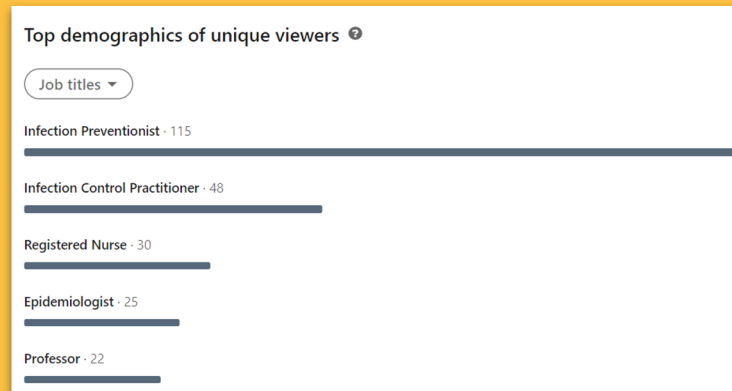 Top demographics of unique viewers ?
Job titles
Infection Preventionist · 115
Infection Control Practitioner · 48
Registered Nurse · 30
Epidemiologist · 25
Professor · 22